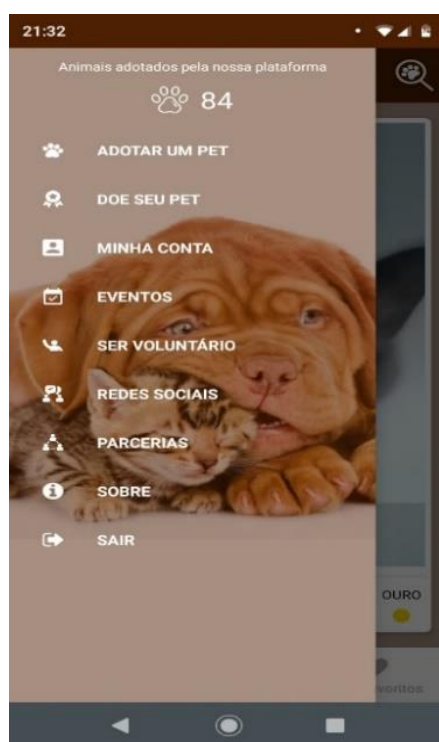 21:32
Animais adotados pela nossa plataforma
84
ADOTAR UM PET
DOE SEU PET
MINHA CONTA
EVENTOS
SER VOLUNTÁRIO
REDES SOCIAIS
PARCERIAS
SOBRE
SAIR
OURO
voritos